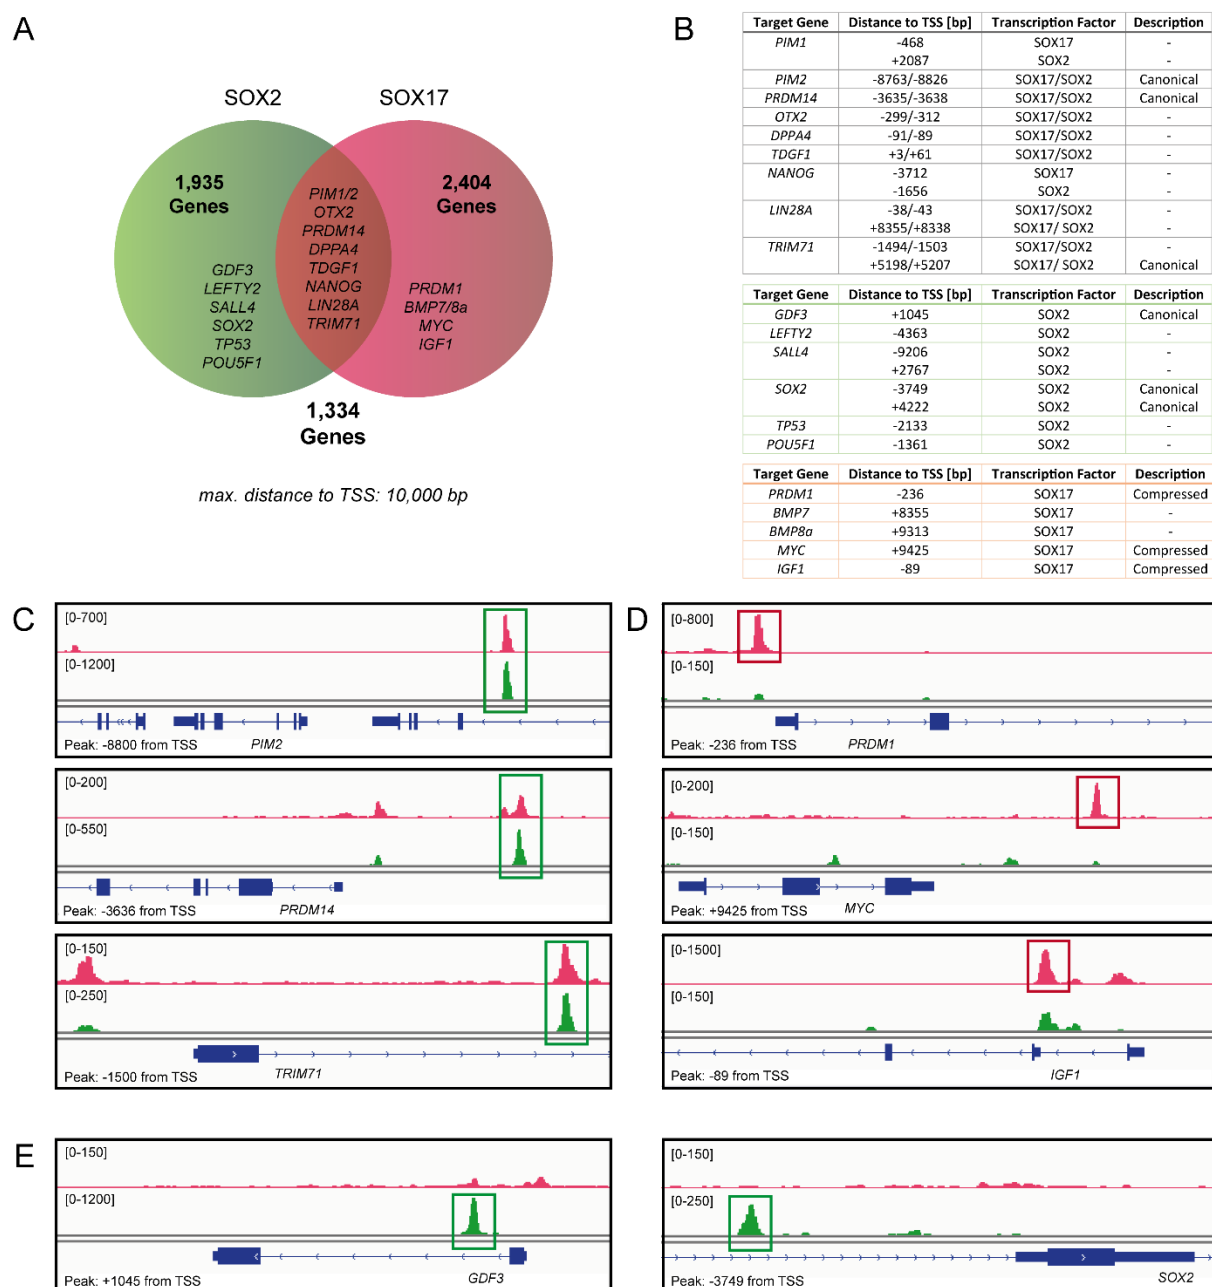 A
SOX2 SOX17
1,935
Genes
2,404
Genes
PIM1/2
OTX2
PRDM14
DPPA4
TDGF1
NANOG
LIN28A
TRIM71
GDF3
LEFTY2
SALL4
SOX2
TP53
POU5F1
PRDM1
BMP7/8a
MYC
IGF1
1,334
Genes
max. distance to TSS: 10,000 bp
B
Target Gene Distance to TSS [bp] Transcription Factor Description
PIM1 -468 SOX17 -
+2087 SOX2 -
PIM2 -8763/-8826 SOX17/SOX2 Canonical
PRDM14 -3635/-3638 SOX17/SOX2 Canonical
OTX2 -299/-312 SOX17/SOX2 -
DPPA4 -91/-89 SOX17/SOX2 -
TDGF1 +3/+61 SOX17/SOX2 -
NANOG -3712 SOX17 -
-1656 SOX2 -
LIN28A -38/-43 SOX17/SOX2 -
+8355/+8338 SOX17/ SOX2 -
TRIM71 -1494/-1503 SOX17/SOX2 -
+5198/+5207 SOX17/ SOX2 Canonical
Target Gene Distance to TSS [bp] Transcription Factor Description
GDF3 +1045 SOX2 Canonical
LEFTY2 -4363 SOX2 -
SALL4 -9206 SOX2 -
+2767 SOX2 -
SOX2 -3749 SOX2 Canonical
+4222 SOX2 Canonical
TP53 -2133 SOX2 -
POU5F1 -1361 SOX2 -
Target Gene Distance to TSS [bp] Transcription Factor Description
PRDM1 -236 SOX17 Compressed
BMP7 +8355 SOX17 -
BMP8a +9313 SOX17 -
MYC +9425 SOX17 Compressed
IGF1 -89 SOX17 Compressed
C
[0-700]
[0-1200]
Peak: -8800 from TSS PIM2
[0-200]
[0-550]
Peak: -3636 from TSS PRDM14
[0-150]
[0-250]
Peak: -1500 from TSS TRIM71
D
[0-800]
[0-150]
Peak: -236 from TSS PRDM1
[0-200]
[0-150]
Peak: +9425 from TSS MYC
[0-1500]
[0-150]
Peak: -89 from TSS IGF1
E
[0-150]
[0-1200]
Peak: +1045 from TSS GDF3
[0-150]
[0-250]
Peak: -3749 from TSS SOX2